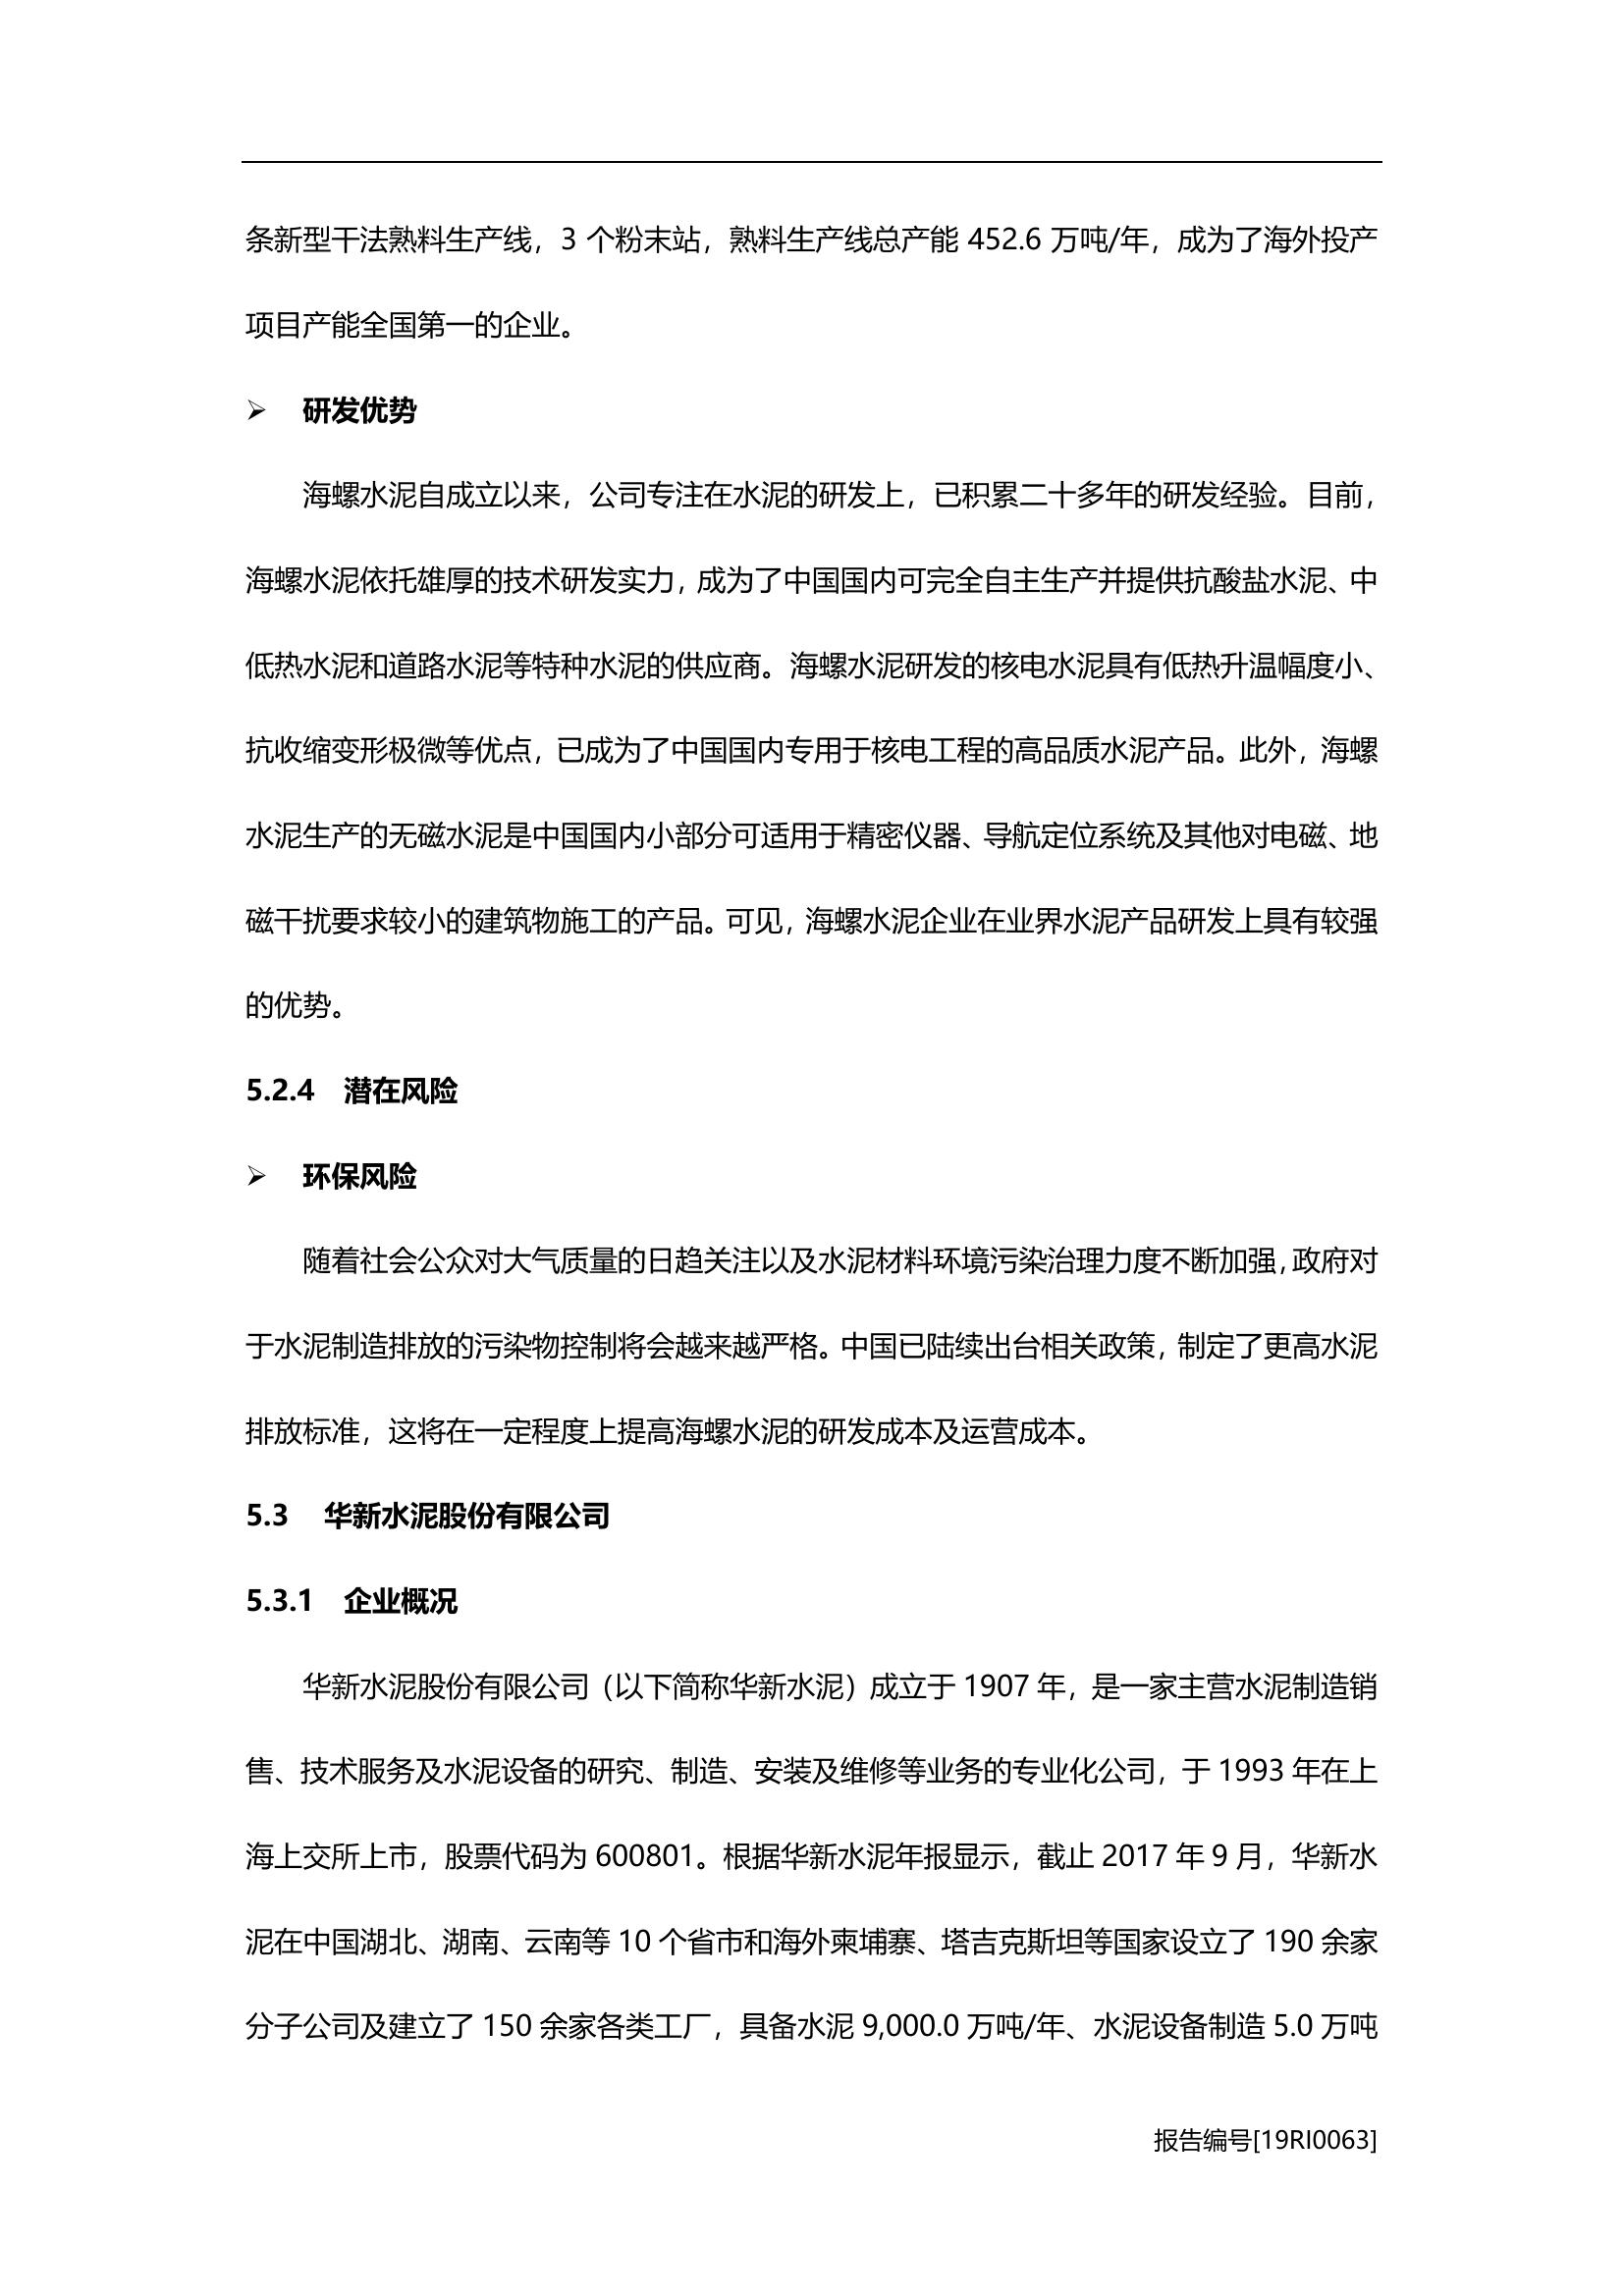 条新型干法熟料生产线，3 个粉末站，熟料生产线总产能 452.6 万吨/年，成为了海外投产
项目产能全国第一的企业。
➢ 研发优势
海螺水泥自成立以来，公司专注在水泥的研发上，已积累二十多年的研发经验。目前，
海螺水泥依托雄厚的技术研发实力，成为了中国国内可完全自主生产并提供抗酸盐水泥、中
低热水泥和道路水泥等特种水泥的供应商。海螺水泥研发的核电水泥具有低热升温幅度小、
抗收缩变形极微等优点，已成为了中国国内专用于核电工程的高品质水泥产品。此外，海螺
水泥生产的无磁水泥是中国国内小部分可适用于精密仪器、导航定位系统及其他对电磁、地
磁干扰要求较小的建筑物施工的产品。可见，海螺水泥企业在业界水泥产品研发上具有较强
的优势。
5.2.4 潜在风险
➢ 环保风险
随着社会公众对大气质量的日趋关注以及水泥材料环境污染治理力度不断加强，政府对
于水泥制造排放的污染物控制将会越来越严格。中国已陆续出台相关政策，制定了更高水泥
排放标准，这将在一定程度上提高海螺水泥的研发成本及运营成本。
5.3 华新水泥股份有限公司
5.3.1 企业概况
华新水泥股份有限公司（以下简称华新水泥）成立于 1907 年，是一家主营水泥制造销
售、技术服务及水泥设备的研究、制造、安装及维修等业务的专业化公司，于 1993 年在上
海上交所上市，股票代码为 600801。根据华新水泥年报显示，截止 2017 年 9 月，华新水
泥在中国湖北、湖南、云南等 10 个省市和海外柬埔寨、塔吉克斯坦等国家设立了 190 余家
分子公司及建立了 150 余家各类工厂，具备水泥 9,000.0 万吨/年、水泥设备制造 5.0 万吨
报告编号[19RI0063]